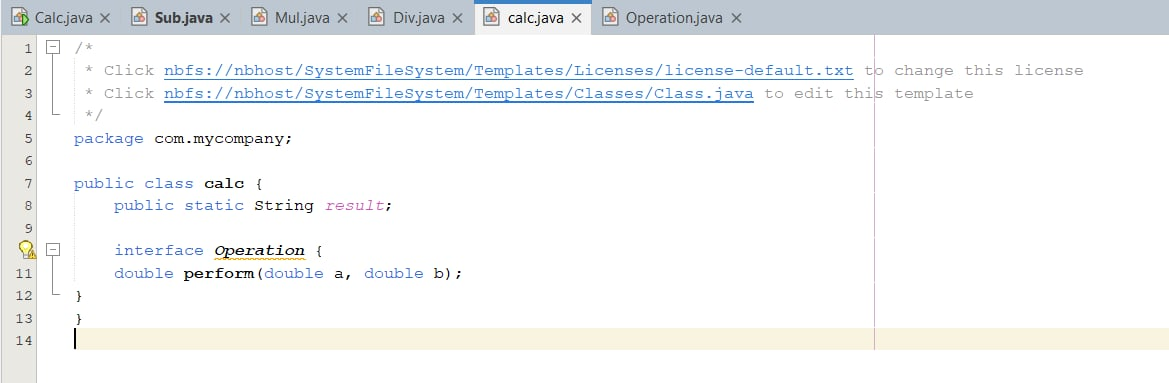 Calc.java Sub.java Mul.java Div.java calc.java Operation.java
1 /*
2 * Click nbfs://nbhost/SystemFileSystem/Templates/Licenses/license-default.txt to change this license
3 * Click nbfs://nbhost/SystemFileSystem/Templates/Classes/Class.java to edit this template
4 */
5 package com.mycompany;
6
7 public class calc {
8 public static String result;
9
interface Operation {
11 double perform(double a, double b);
12 }
13 }
14